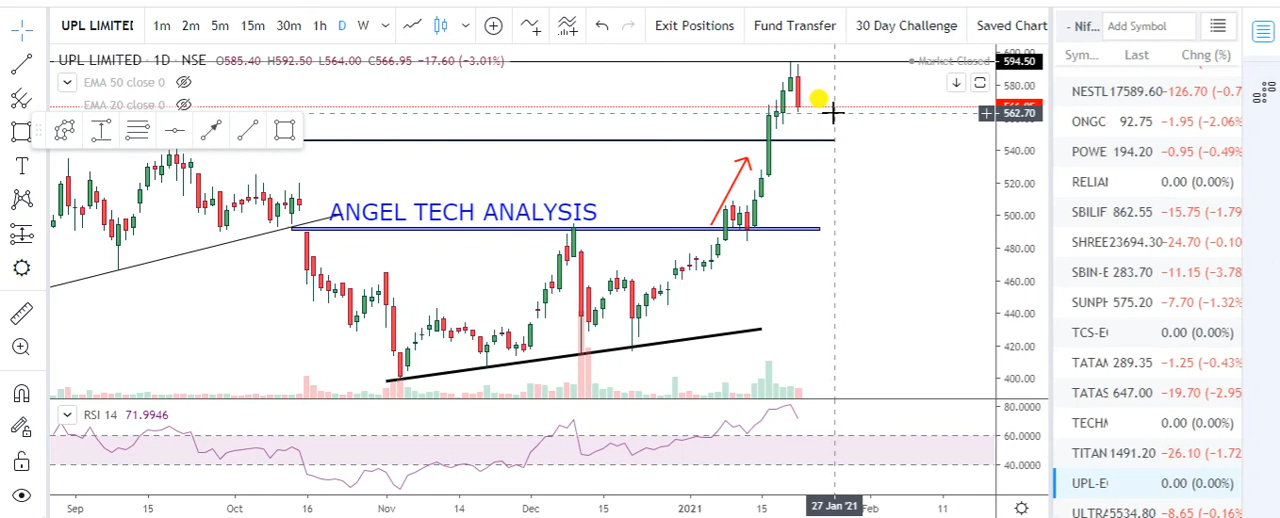 UPL LIMITED 1m 2m 5m 15m 30m 1h D W Exit Positions Fund Transfer 30 Day Challenge Saved Chart - Nif... Add Symbol
UPL LIMITED · 1D · NSE O585.40 H592.50 L564.00 C566.95 −17.60 (−3.01%) Market Closed
EMA 50 close 0
EMA 20 close 0
ANGEL TECH ANALYSIS
RSI 14 71.9946
600.00
594.50
580.00
562.70
540.00
520.00
500.00
480.00
460.00
440.00
420.00
400.00
80.0000
60.0000
40.0000
Sep 15 Oct 16 Nov 14 Dec 15 2021 15 27 Jan '21 Feb 11
Sym... Last Chng (%)
NESTL 17589.60 -126.70 (−0.7
ONGC 92.75 −1.95 (−2.06%
POWE 194.20 −0.95 (−0.49%
RELIAI 0.00 (0.00%)
SBILIF 862.55 −15.75 (−1.79
SHREE 23694.30 -24.70 (−0.10
SBIN-E 283.70 −11.15 (−3.78
SUNPH 575.20 −7.70 (−1.32%
TCS-E 0.00 (0.00%)
TATAM 289.35 −1.25 (−0.43%
TATAS 647.00 −19.70 (−2.95
TECHM 0.00 (0.00%)
TITAN 1491.20 −26.10 (−1.72
UPL-E 0.00 (0.00%)
ULTRA 5534.80 −8.65 (−0.16%